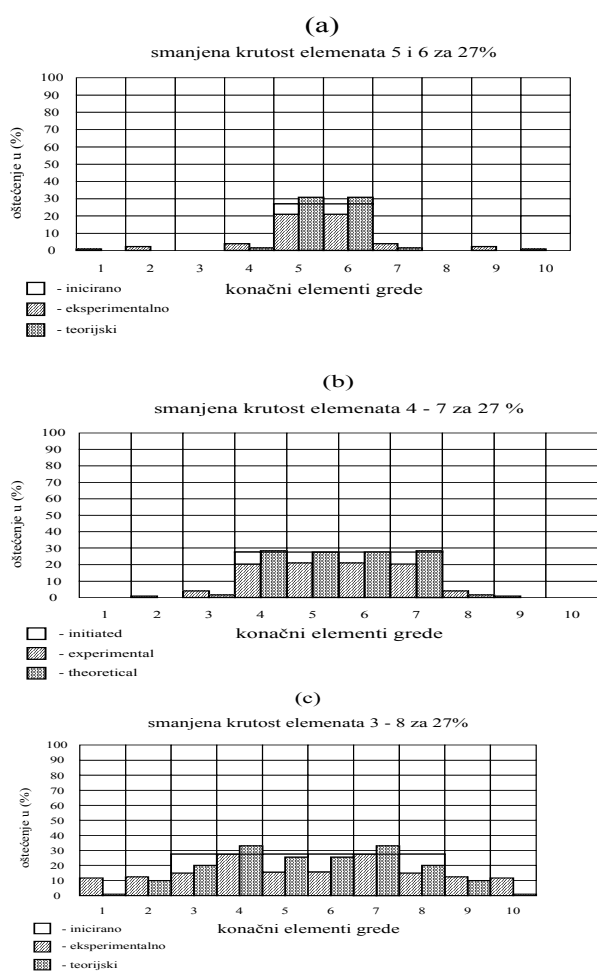 (a)
smanjena krutost elemenata 5 i 6 za 27%
100
90
80
70
60
50
40
30
20
10
0
oštećenje u (%)
1 2 3 4 5 6 7 8 9 10
konačni elementi grede
- inicirano
- eksperimentalno
- teorijski
(b)
smanjena krutost elemenata 4 - 7 za 27 %
100
90
80
70
60
50
40
30
20
10
0
oštećenje u (%)
1 2 3 4 5 6 7 8 9 10
konačni elementi grede
- initiated
- experimental
- theoretical
(c)
smanjena krutost elemenata 3 - 8 za 27%
100
90
80
70
60
50
40
30
20
10
0
oštećenje u (%)
1 2 3 4 5 6 7 8 9 10
konačni elementi grede
- inicirano
- eksperimentalno
- teorijski